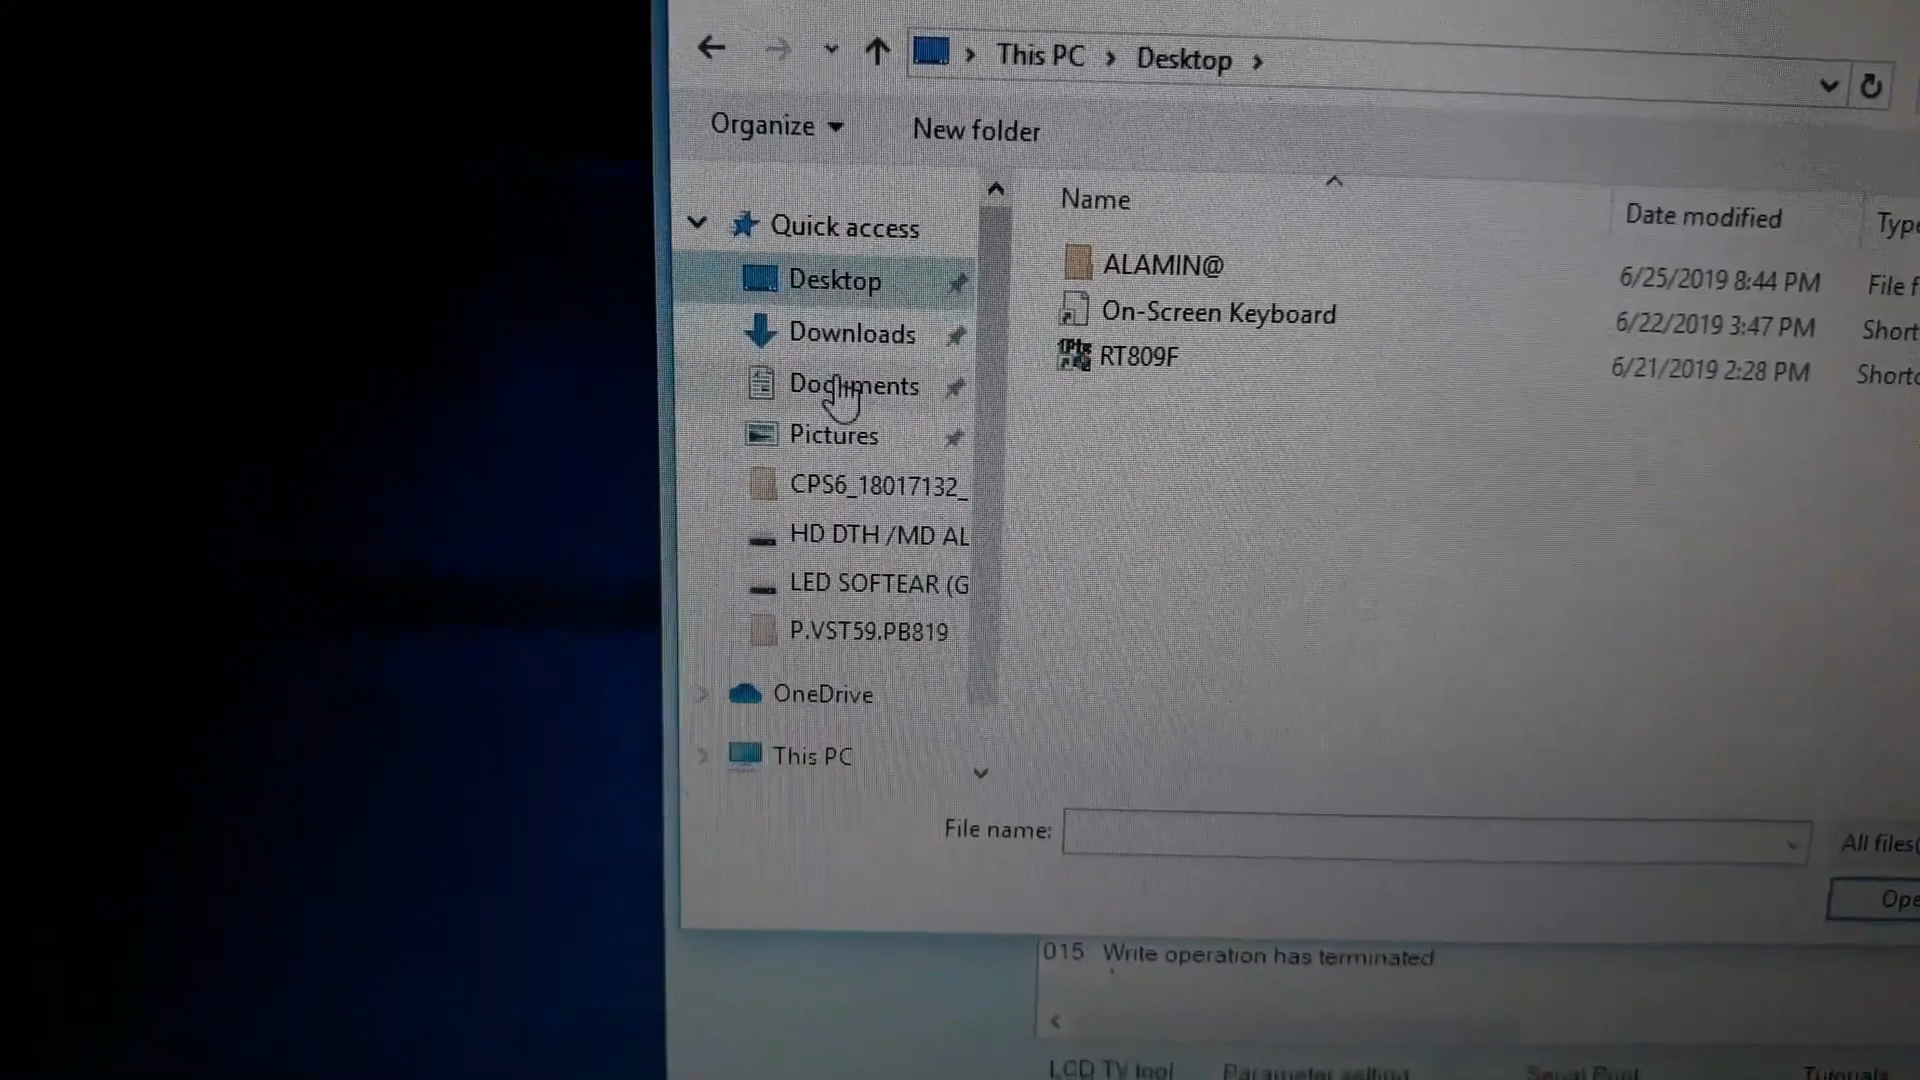 This PC > Desktop >
Organize New folder
Name Date modified Type
Quick access
Desktop
Downloads
Documents
Pictures
CPS6_18017132_
HD DTH /MD AL
LED SOFTEAR (G
P.VST59.PB819
OneDrive
This PC
ALAMIN@ 6/25/2019 8:44 PM File f
On-Screen Keyboard 6/22/2019 3:47 PM Short
RT809F 6/21/2019 2:28 PM Shortc
File name: All files(
Ope
015: Write operation has terminated
LCD TV tool Parameter setting Serial Port Tutorials